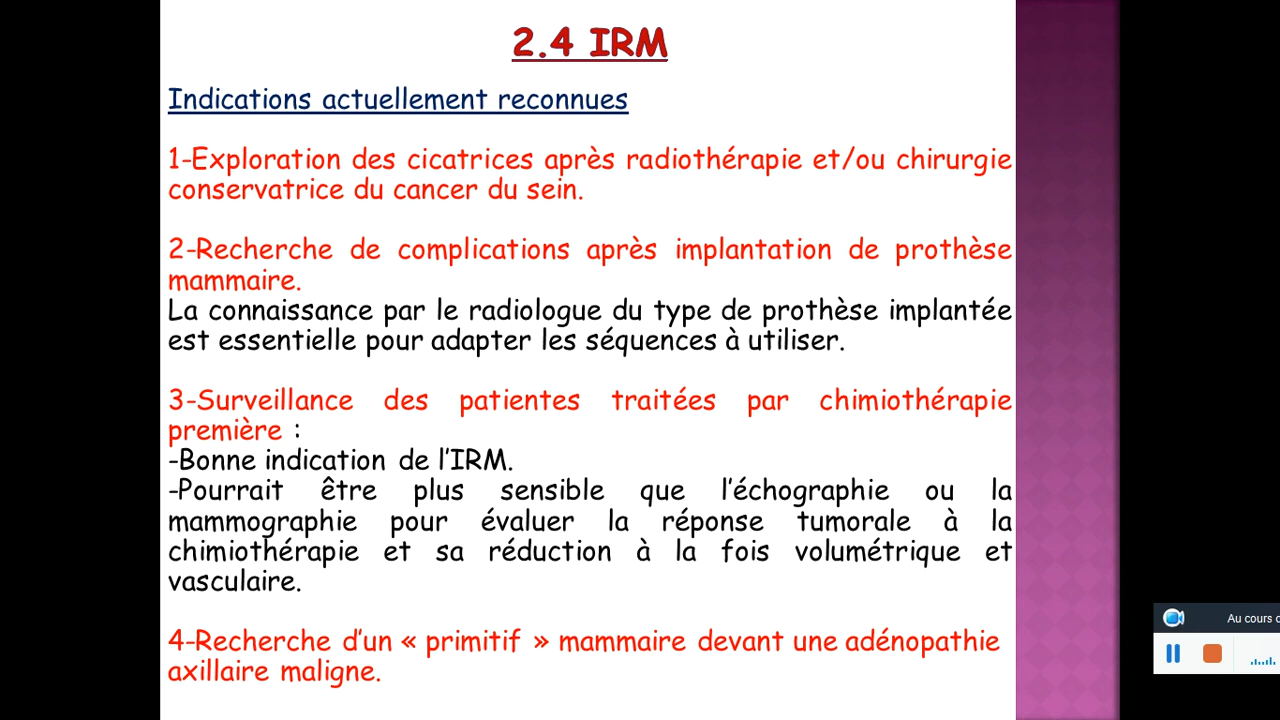 2.4 IRM
Indications actuellement reconnues
1-Exploration des cicatrices après radiothérapie et/ou chirurgie
conservatrice du cancer du sein.
2-Recherche de complications après implantation de prothèse
mammaire.
La connaissance par le radiologue du type de prothèse implantée
est essentielle pour adapter les séquences à utiliser.
3-Surveillance des patientes traitées par chimiothérapie
première :
-Bonne indication de l’IRM.
-Pourrait être plus sensible que l’échographie ou la
mammographie pour évaluer la réponse tumorale à la
chimiothérapie et sa réduction à la fois volumétrique et
vasculaire.
4-Recherche d’un « primitif » mammaire devant une adénopathie
axillaire maligne.
Au cours